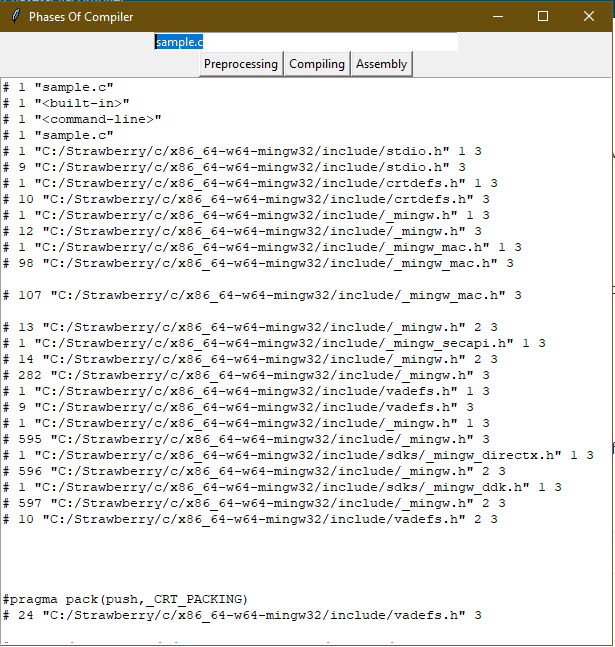 Phases Of Compiler
sample.c
Preprocessing Compiling Assembly
# 1 "sample.c"
# 1 "<built-in>"
# 1 "<command-line>"
# 1 "sample.c"
# 1 "C:/Strawberry/c/x86_64-w64-mingw32/include/stdio.h" 1 3
# 9 "C:/Strawberry/c/x86_64-w64-mingw32/include/stdio.h" 3
# 1 "C:/Strawberry/c/x86_64-w64-mingw32/include/crtdefs.h" 1 3
# 10 "C:/Strawberry/c/x86_64-w64-mingw32/include/crtdefs.h" 3
# 1 "C:/Strawberry/c/x86_64-w64-mingw32/include/_mingw.h" 1 3
# 12 "C:/Strawberry/c/x86_64-w64-mingw32/include/_mingw.h" 3
# 1 "C:/Strawberry/c/x86_64-w64-mingw32/include/_mingw_mac.h" 1 3
# 98 "C:/Strawberry/c/x86_64-w64-mingw32/include/_mingw_mac.h" 3
# 107 "C:/Strawberry/c/x86_64-w64-mingw32/include/_mingw_mac.h" 3
# 13 "C:/Strawberry/c/x86_64-w64-mingw32/include/_mingw.h" 2 3
# 1 "C:/Strawberry/c/x86_64-w64-mingw32/include/_mingw_secapi.h" 1 3
# 14 "C:/Strawberry/c/x86_64-w64-mingw32/include/_mingw.h" 2 3
# 282 "C:/Strawberry/c/x86_64-w64-mingw32/include/_mingw.h" 3
# 1 "C:/Strawberry/c/x86_64-w64-mingw32/include/vadefs.h" 1 3
# 9 "C:/Strawberry/c/x86_64-w64-mingw32/include/vadefs.h" 3
# 1 "C:/Strawberry/c/x86_64-w64-mingw32/include/_mingw.h" 1 3
# 595 "C:/Strawberry/c/x86_64-w64-mingw32/include/_mingw.h" 3
# 1 "C:/Strawberry/c/x86_64-w64-mingw32/include/sdks/_mingw_directx.h" 1 3
# 596 "C:/Strawberry/c/x86_64-w64-mingw32/include/_mingw.h" 2 3
# 1 "C:/Strawberry/c/x86_64-w64-mingw32/include/sdks/_mingw_ddk.h" 1 3
# 597 "C:/Strawberry/c/x86_64-w64-mingw32/include/_mingw.h" 2 3
# 10 "C:/Strawberry/c/x86_64-w64-mingw32/include/vadefs.h" 2 3
#pragma pack(push,_CRT_PACKING)
# 24 "C:/Strawberry/c/x86_64-w64-mingw32/include/vadefs.h" 3